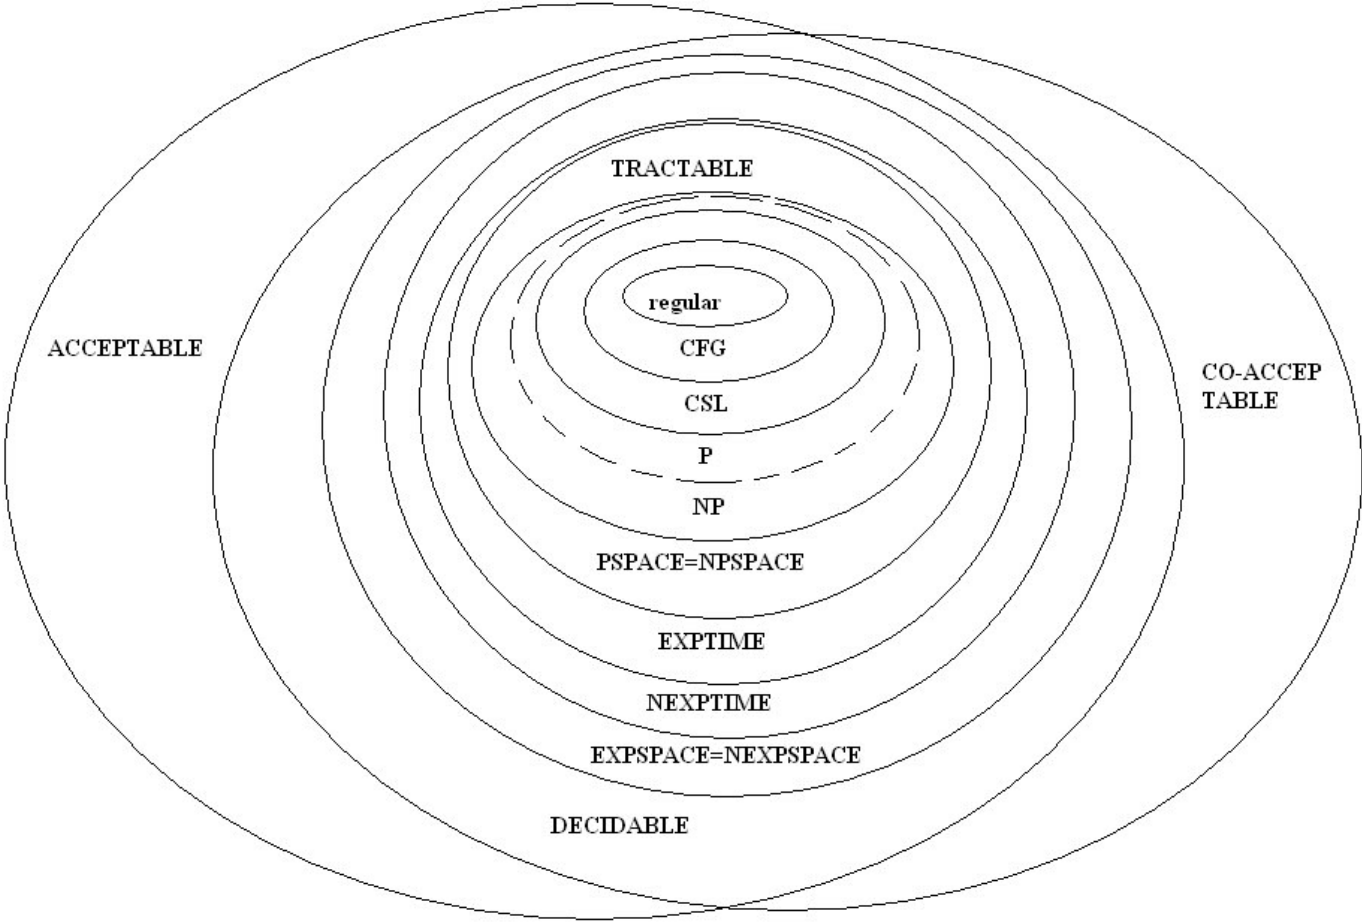 TRACTABLE
regular
ACCEPTABLE
CFG
CO-ACCEP
TABLE
CSL
P
NP
PSPACE=NPSPACE
EXPTIME
NEXPTIME
EXPSPACE=NEXPSPACE
DECIDABLE